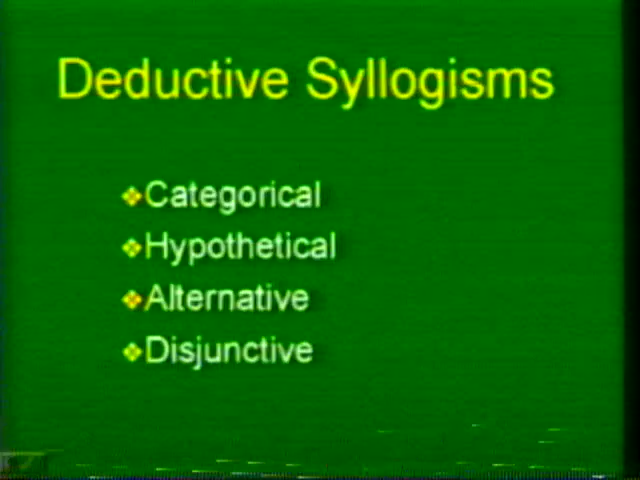 Deductive Syllogisms
Categorical
Hypothetical
Alternative
Disjunctive